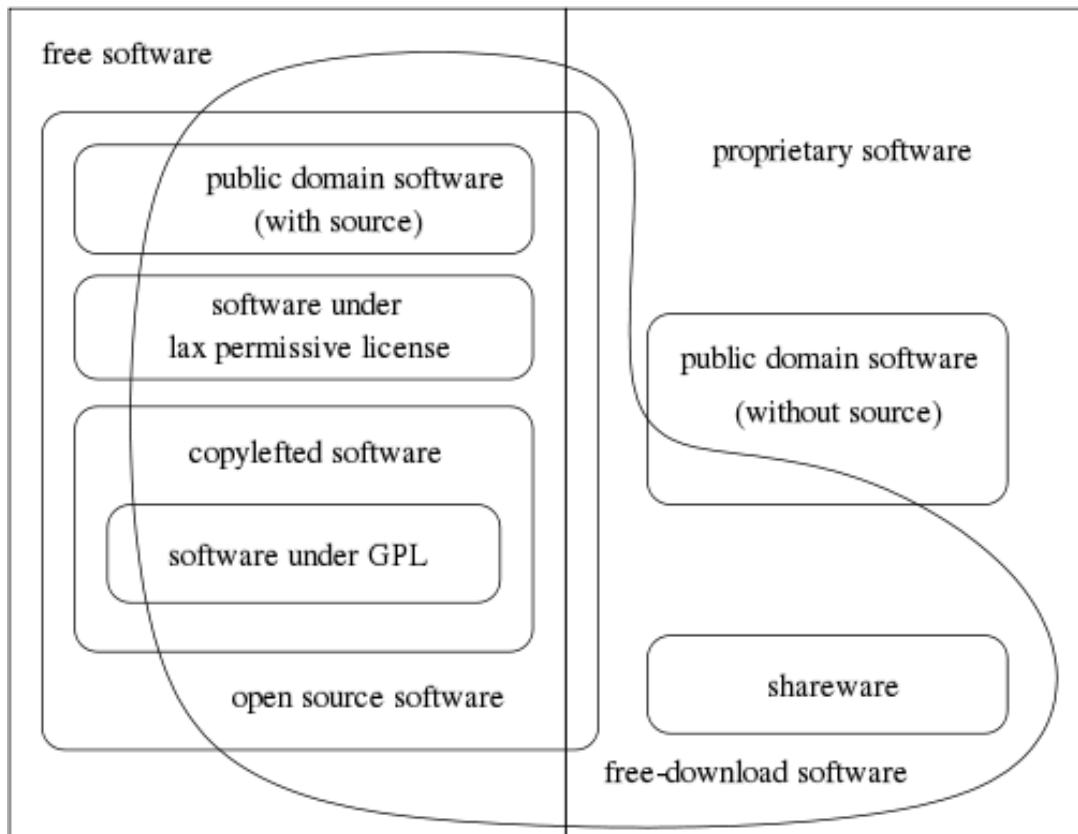 free software
proprietary software
public domain software
(with source)
software under
lax permissive license
public domain software
(without source)
copylefted software
software under GPL
open source software
shareware
free-download software